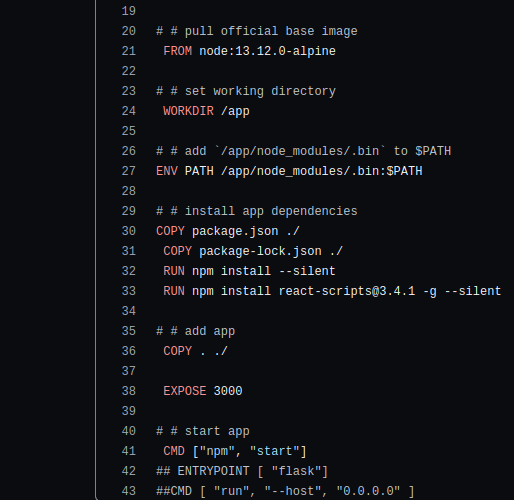 19
20 # # pull official base image
21 FROM node:13.12.0-alpine
22
23 # # set working directory
24 WORKDIR /app
25
26 # # add `/app/node_modules/.bin` to $PATH
27 ENV PATH /app/node_modules/.bin:$PATH
28
29 # # install app dependencies
30 COPY package.json ./
31 COPY package-lock.json ./
32 RUN npm install --silent
33 RUN npm install react-scripts@3.4.1 -g --silent
34
35 # # add app
36 COPY . ./
37
38 EXPOSE 3000
39
40 # # start app
41 CMD ["npm", "start"]
42 ## ENTRYPOINT [ "flask"]
43 ##CMD [ "run", "--host", "0.0.0.0" ]